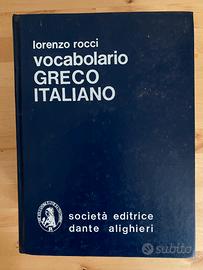 lorenzo rocci
vocabolario
GRECO
ITALIANO
società editrice
dante alighieri
subito